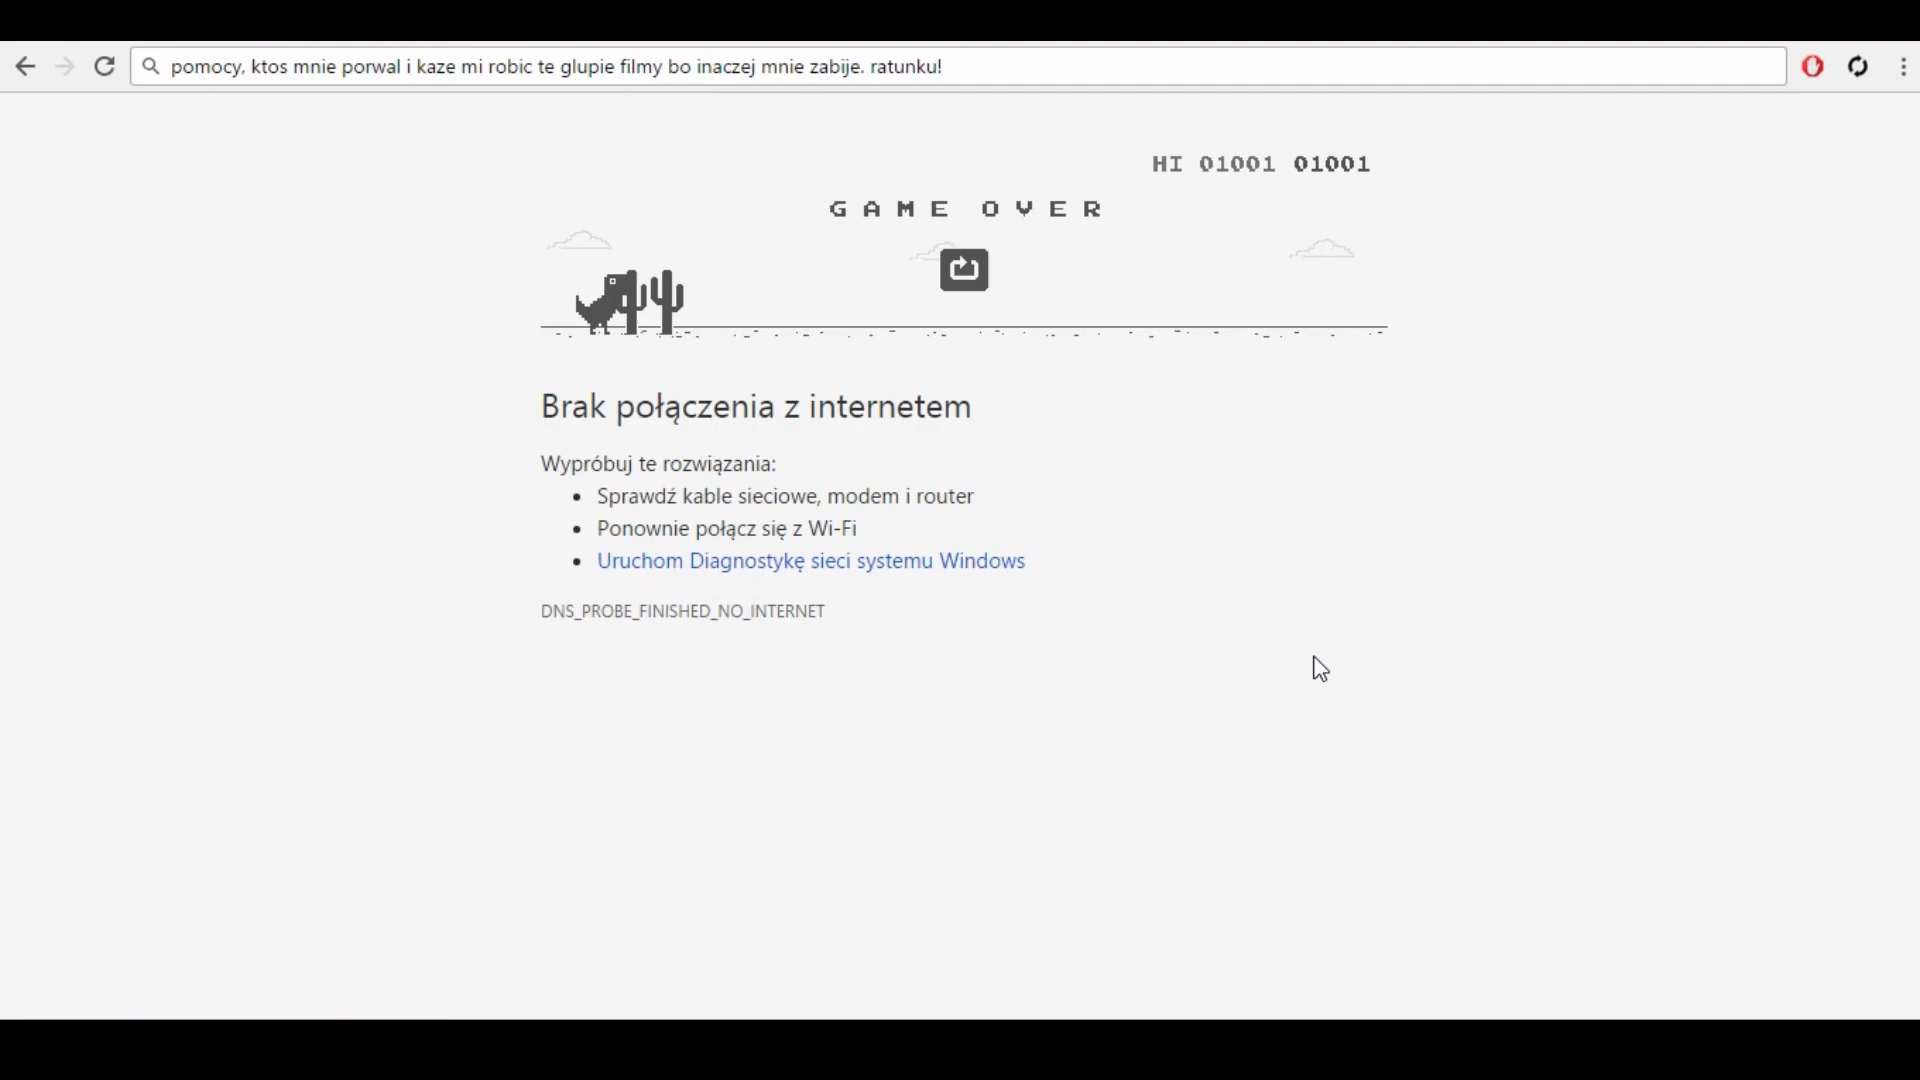 pomocy, ktos mnie porwal i kaze mi robic te glupie filmy bo inaczej mnie zabije. ratunku!
HI 01001 01001
GAME OVER
Brak połączenia z internetem
Wypróbuj te rozwiązania:
Sprawdź kable sieciowe, modem i router
Ponownie połącz się z Wi-Fi
Uruchom Diagnostykę sieci systemu Windows
DNS_PROBE_FINISHED_NO_INTERNET